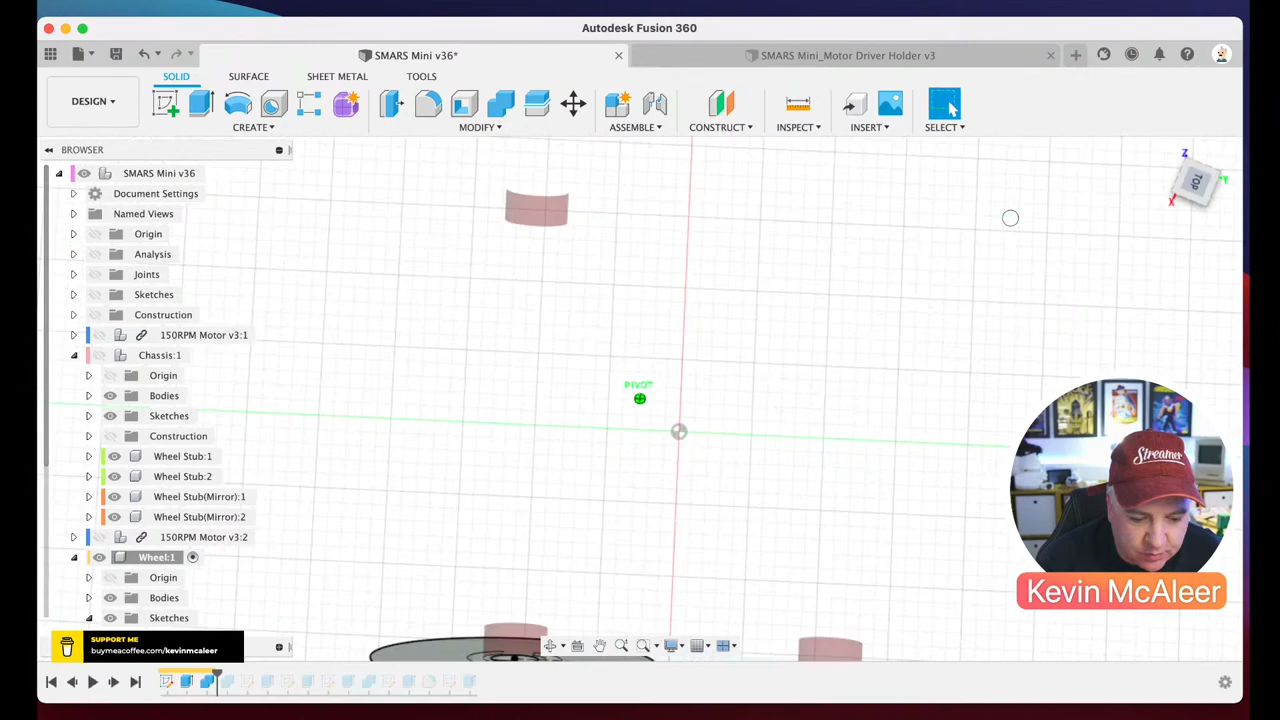 Autodesk Fusion 360
SMARS Mini v36*
SMARS Mini_Motor Driver Holder v3
SOLID
SURFACE
SHEET METAL
TOOLS
DESIGN
CREATE
MODIFY
ASSEMBLE
CONSTRUCT
INSPECT
INSERT
SELECT
BROWSER
SMARS Mini v36
Document Settings
Named Views
Origin
Analysis
Joints
Sketches
Construction
150RPM Motor v3:1
Chassis:1
Origin
Bodies
Sketches
Construction
Wheel Stub:1
Wheel Stub:2
Wheel Stub(Mirror):1
Wheel Stub(Mirror):2
150RPM Motor v3:2
Wheel:1
Origin
Bodies
Sketches
Z
TOP
Y
X
PIVOT
Streamer
Kevin McAleer
SUPPORT ME
buymeacoffee.com/kevinmcaleer